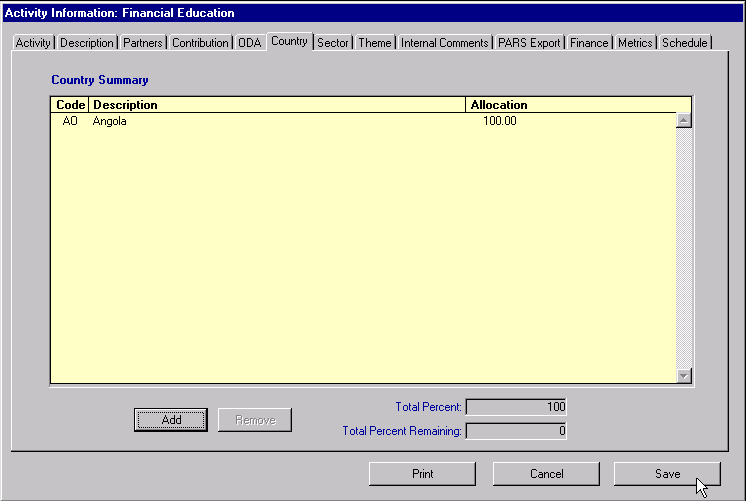 Activity Information: Financial Education
Activity Description Partners Contribution ODA Country Sector Theme Internal Comments PARS Export Finance Metrics Schedule
Country Summary
Code Description Allocation
AO Angola 100.00
Add Remove Total Percent: 100
Total Percent Remaining: 0
Print Cancel Save